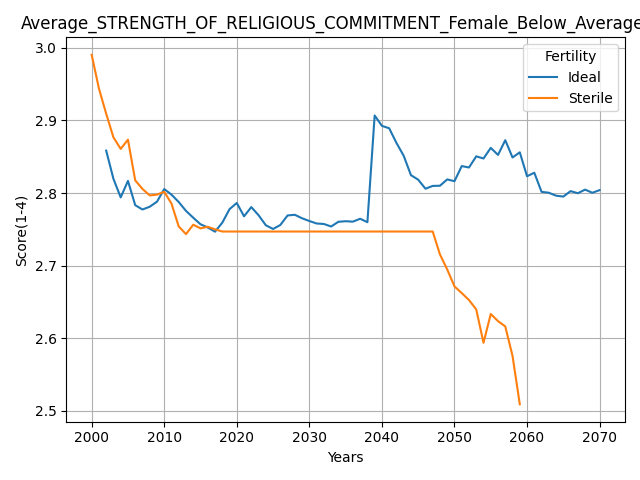 Average_STRENGTH_OF_RELIGIOUS_COMMITMENT_Female_Below_Average
Fertility
Ideal
Sterile
Score(1-4)
3.0
2.9
2.8
2.7
2.6
2.5
2000 2010 2020 2030 2040 2050 2060 2070
Years